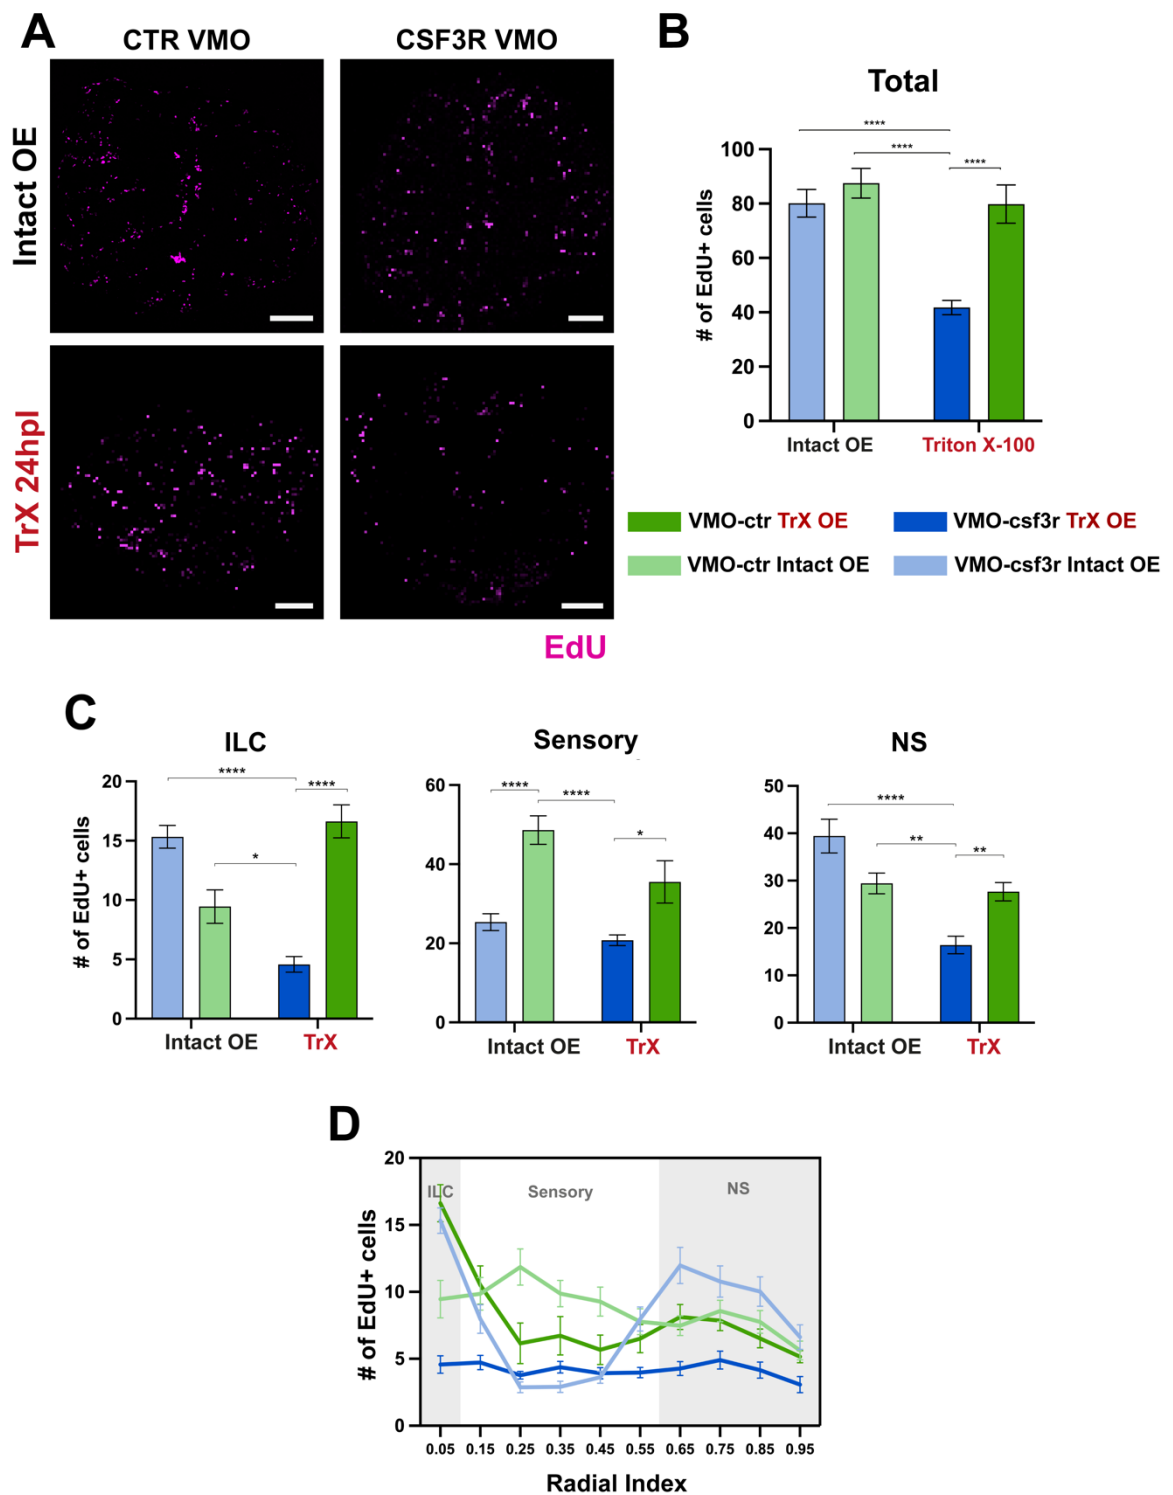 A
CTR VMO
CSF3R VMO
Intact OE
TrX 24hpl
EdU
B
Total
****
****
****
# of EdU+ cells
100
80
60
40
20
0
Intact OE
Triton X-100
VMO-ctr TrX OE
VMO-csf3r TrX OE
VMO-ctr Intact OE
VMO-csf3r Intact OE
C
ILC
****
****
*
# of EdU+ cells
20
15
10
5
0
Intact OE
TrX
Sensory
****
****
*
60
40
20
0
Intact OE
TrX
NS
****
**
**
50
40
30
20
10
0
Intact OE
TrX
D
ILC
Sensory
NS
# of EdU+ cells
20
15
10
5
0
0.05 0.15 0.25 0.35 0.45 0.55 0.65 0.75 0.85 0.95
Radial Index